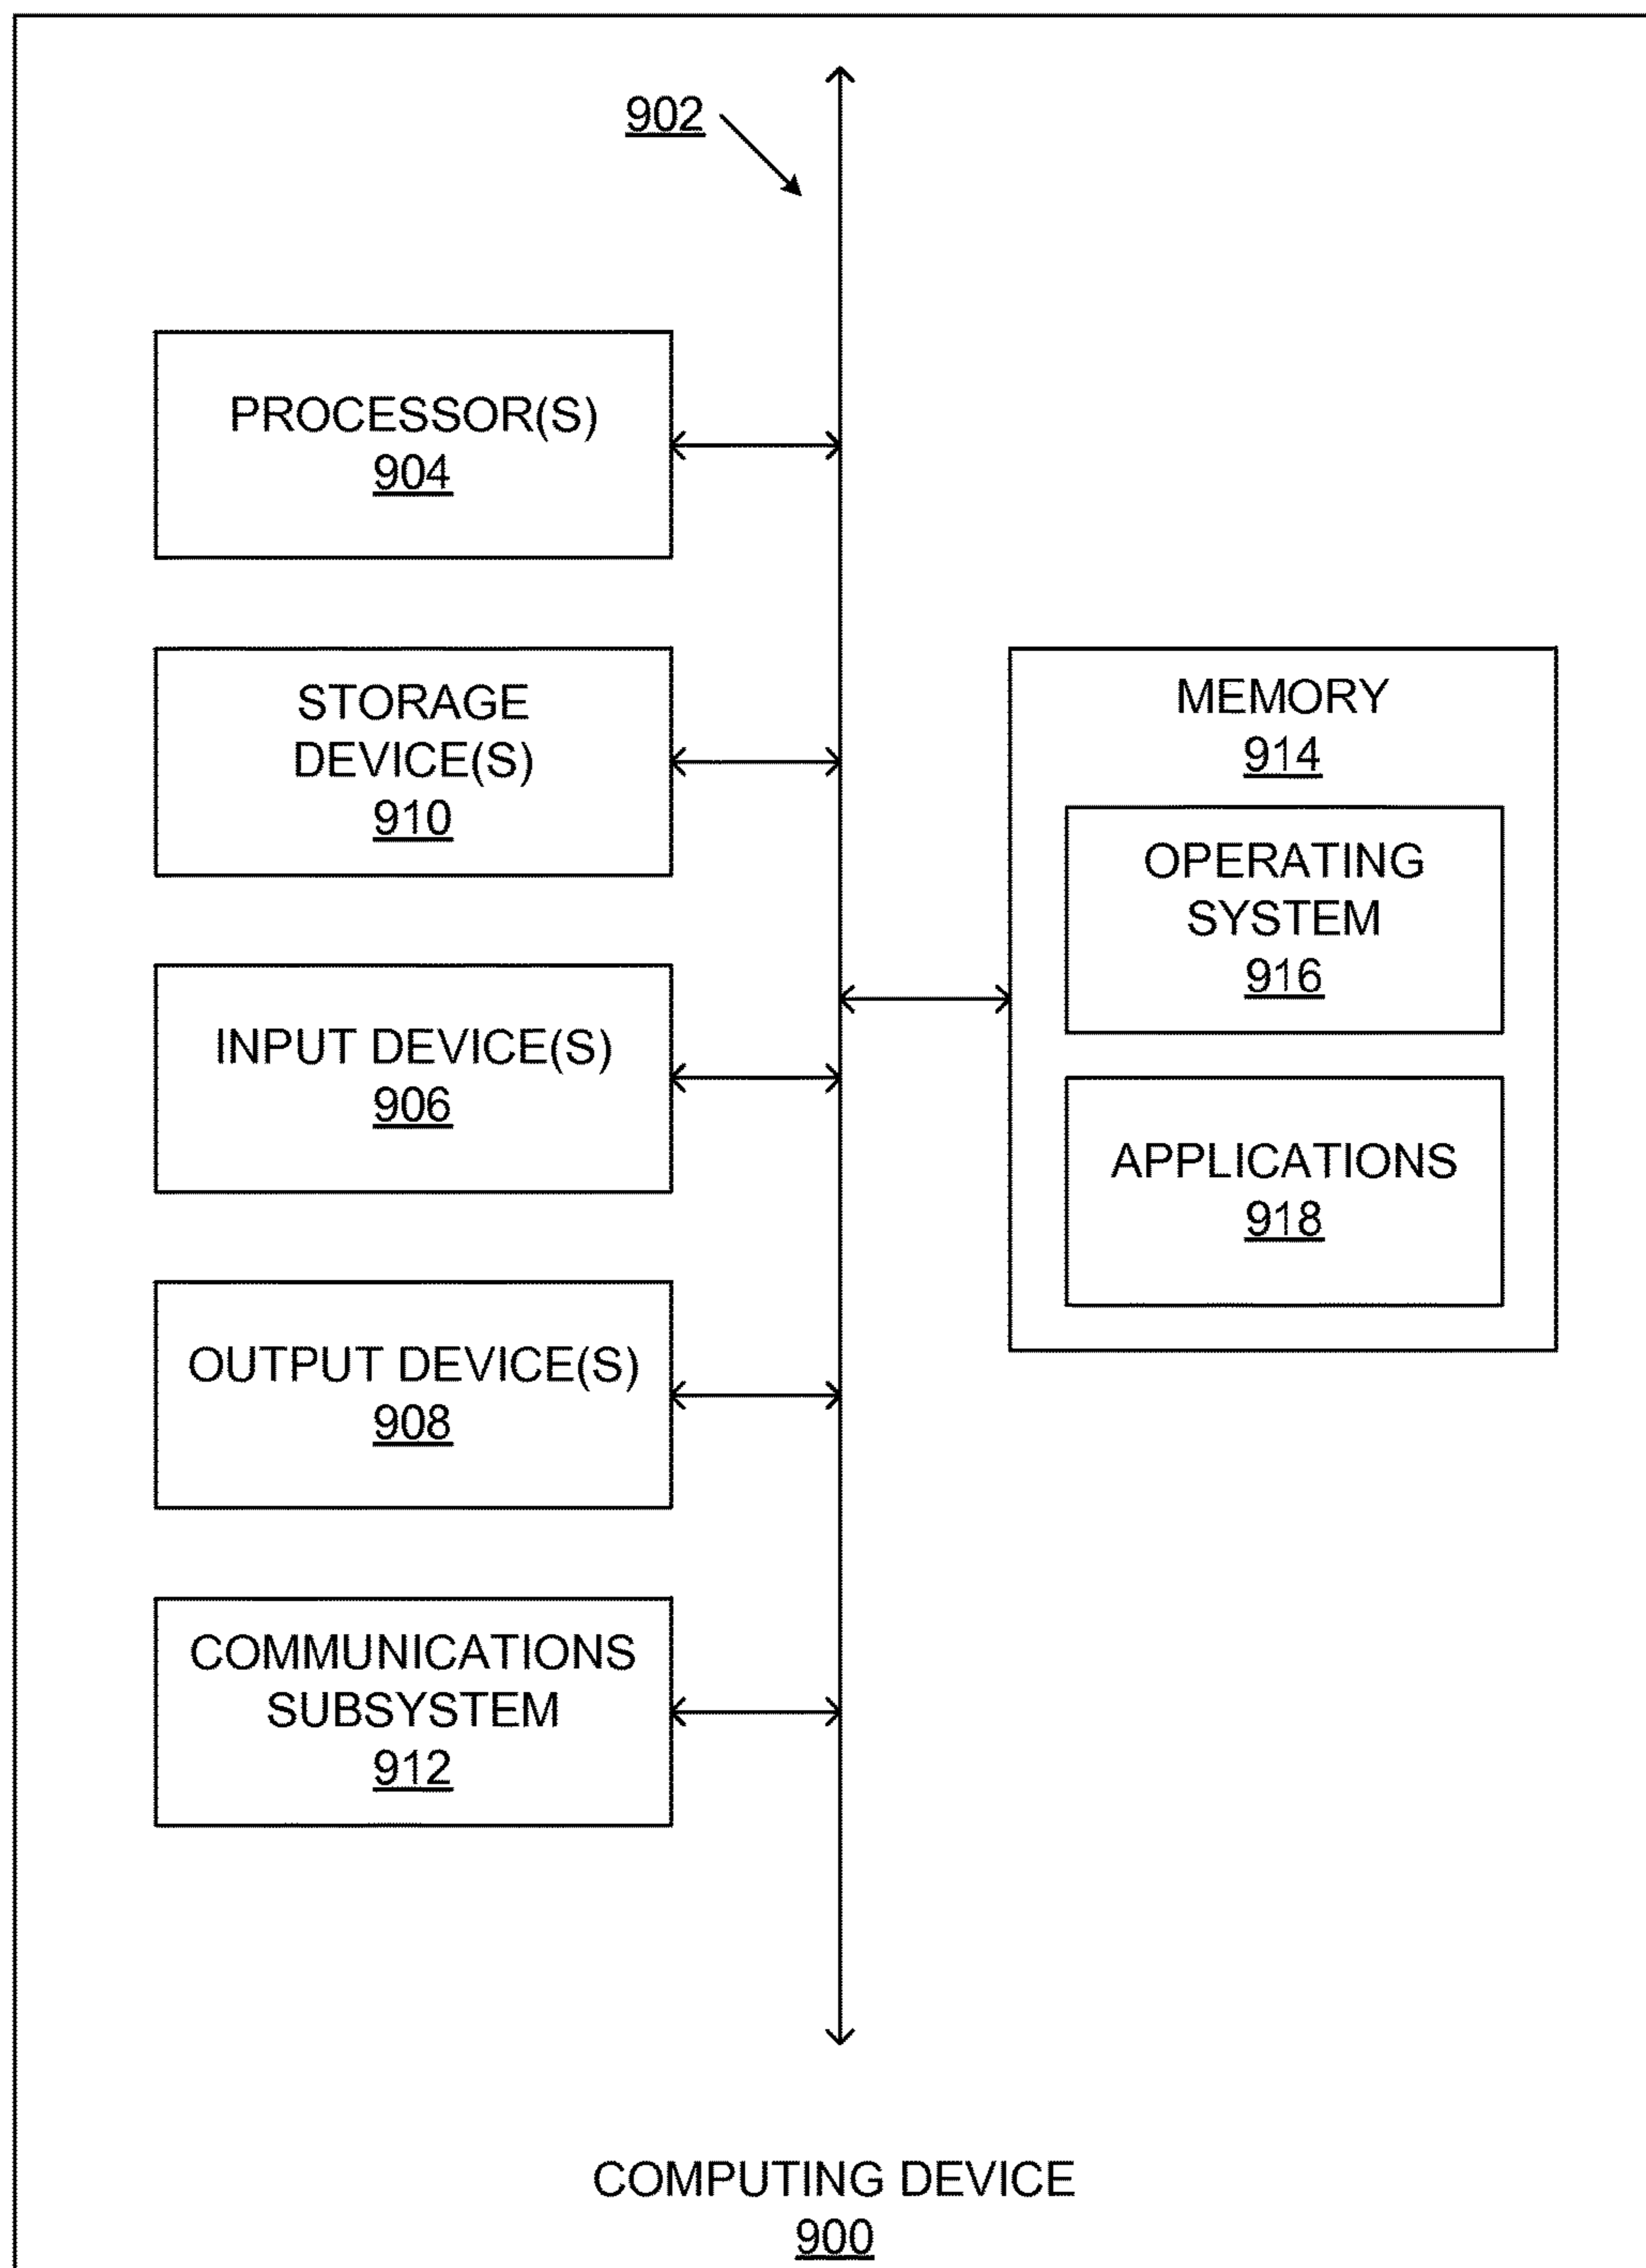 902
PROCESSOR(S)
904
STORAGE
DEVICE(S)
910
INPUT DEVICE(S)
906
OUTPUT DEVICE(S)
908
COMMUNICATIONS
SUBSYSTEM
912
MEMORY
914
OPERATING
SYSTEM
916
APPLICATIONS
918
COMPUTING DEVICE
900